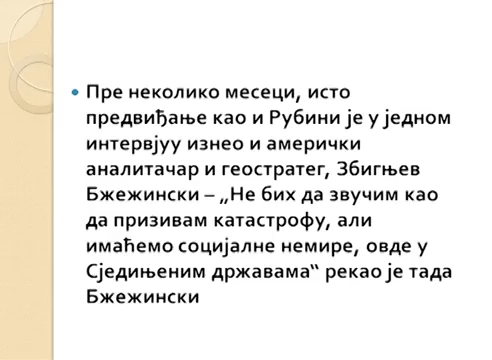 Пре неколико месеци, исто
предвиђање као и Рубини је у једном
интервјуу изнео и амерички
аналитачар и геостратег, Збигњев
Бжежински – „Не бих да звучим као
да призивам катастрофу, али
имаћемо социјалне немире, овде у
Сједињеним државама“ рекао је тада
Бжежински